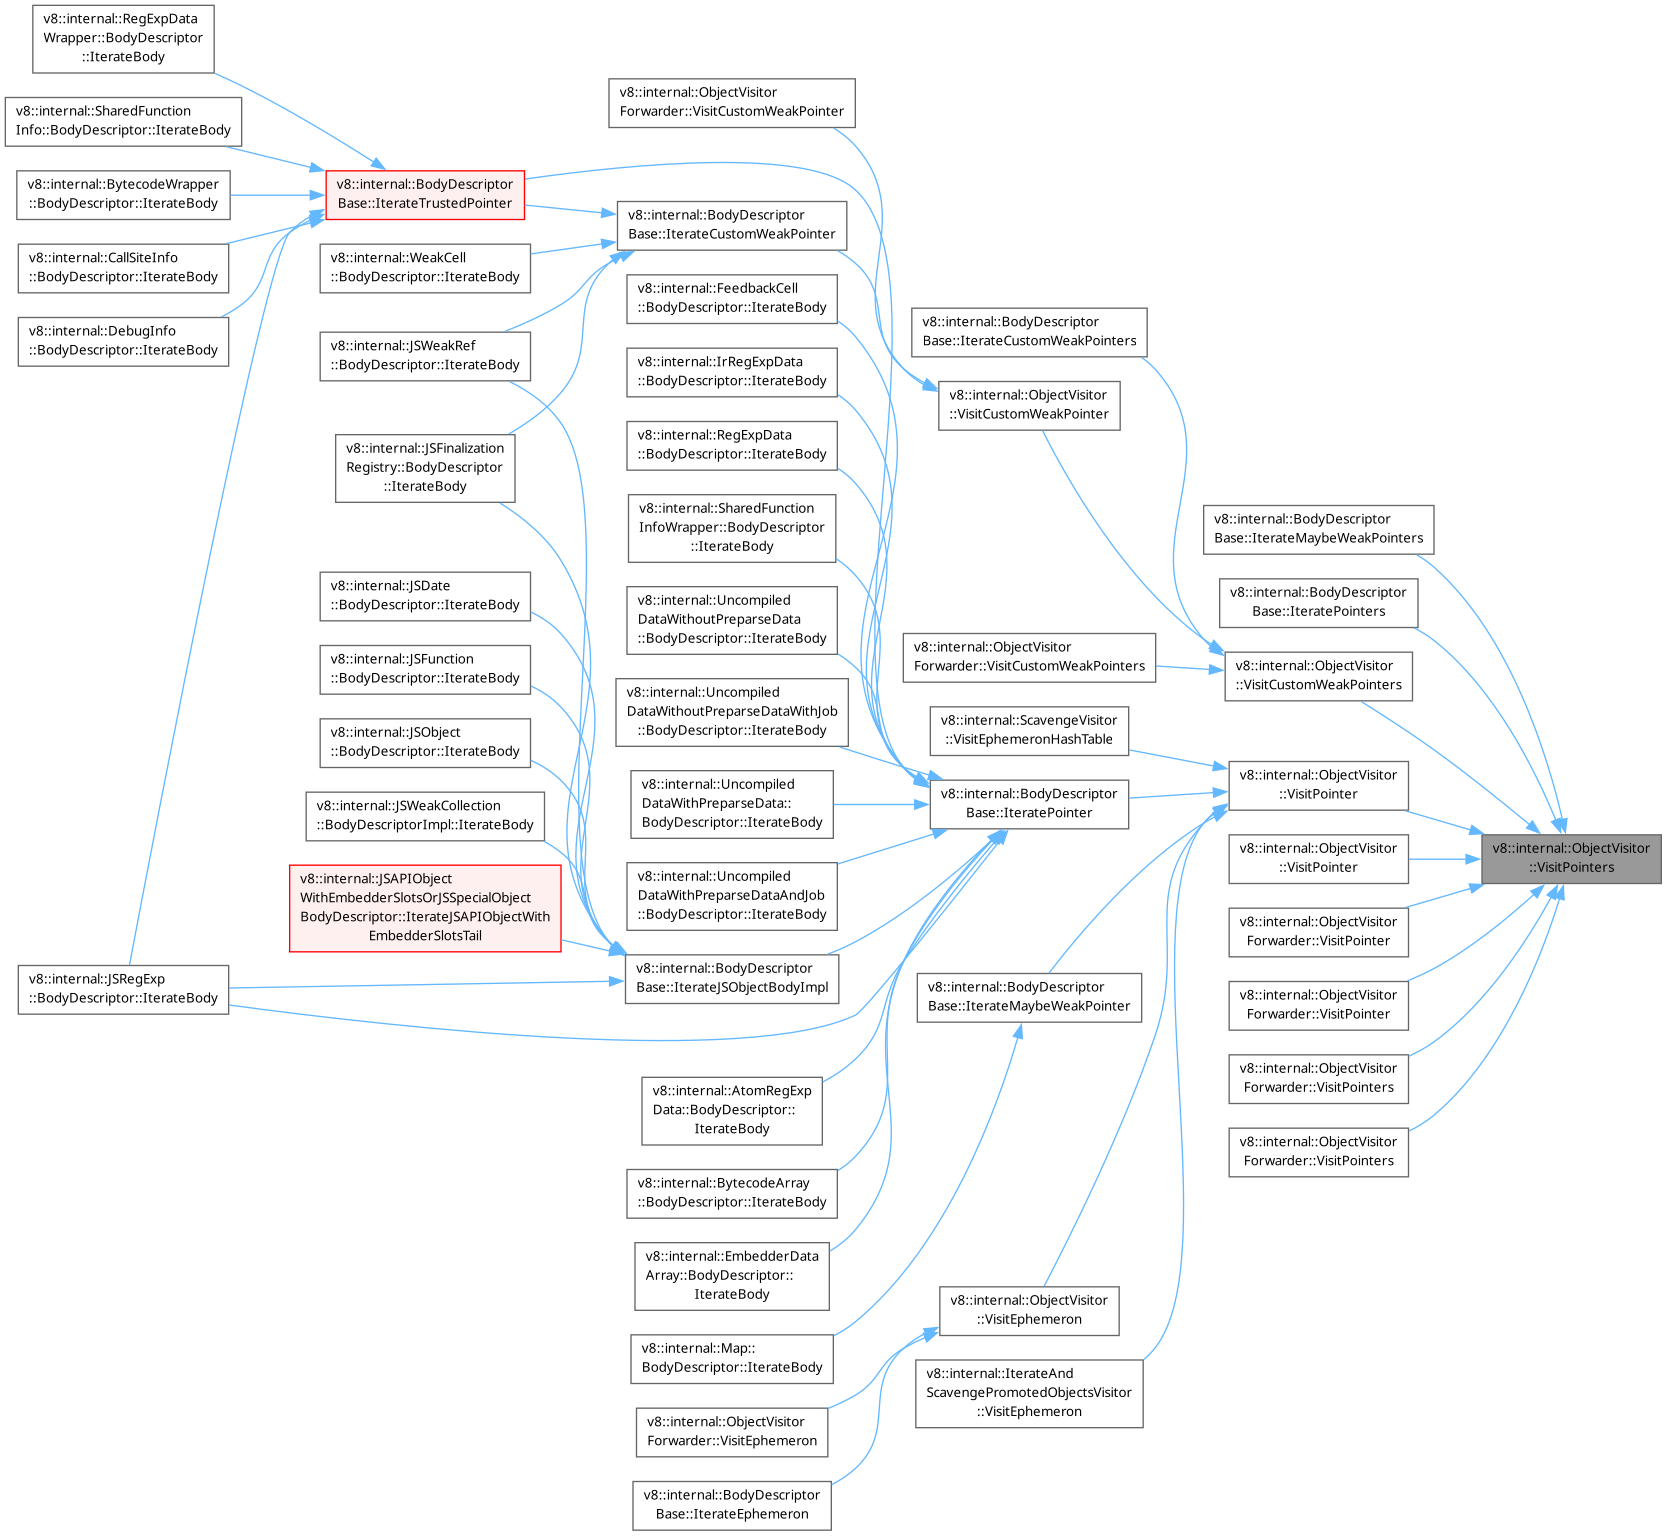 v8::internal::RegExpData
Wrapper::BodyDescriptor
::IterateBody
v8::internal::SharedFunction
Info::BodyDescriptor::IterateBody
v8::internal::BytecodeWrapper
::BodyDescriptor::IterateBody
v8::internal::CallSiteInfo
::BodyDescriptor::IterateBody
v8::internal::DebugInfo
::BodyDescriptor::IterateBody
v8::internal::JSRegExp
::BodyDescriptor::IterateBody
v8::internal::BodyDescriptor
Base::IterateTrustedPointer
v8::internal::WeakCell
::BodyDescriptor::IterateBody
v8::internal::JSWeakRef
::BodyDescriptor::IterateBody
v8::internal::JSFinalization
Registry::BodyDescriptor
::IterateBody
v8::internal::JSDate
::BodyDescriptor::IterateBody
v8::internal::JSFunction
::BodyDescriptor::IterateBody
v8::internal::JSObject
::BodyDescriptor::IterateBody
v8::internal::JSWeakCollection
::BodyDescriptorImpl::IterateBody
v8::internal::JSAPIObject
WithEmbedderSlotsOrJSSpecialObject
BodyDescriptor::IterateJSAPIObjectWith
EmbedderSlotsTail
v8::internal::ObjectVisitor
Forwarder::VisitCustomWeakPointer
v8::internal::BodyDescriptor
Base::IterateCustomWeakPointer
v8::internal::FeedbackCell
::BodyDescriptor::IterateBody
v8::internal::IrRegExpData
::BodyDescriptor::IterateBody
v8::internal::RegExpData
::BodyDescriptor::IterateBody
v8::internal::SharedFunction
InfoWrapper::BodyDescriptor
::IterateBody
v8::internal::Uncompiled
DataWithoutPreparseData
::BodyDescriptor::IterateBody
v8::internal::Uncompiled
DataWithoutPreparseDataWithJob
::BodyDescriptor::IterateBody
v8::internal::Uncompiled
DataWithPreparseData::
BodyDescriptor::IterateBody
v8::internal::Uncompiled
DataWithPreparseDataAndJob
::BodyDescriptor::IterateBody
v8::internal::BodyDescriptor
Base::IterateJSObjectBodyImpl
v8::internal::AtomRegExp
Data::BodyDescriptor::
IterateBody
v8::internal::BytecodeArray
::BodyDescriptor::IterateBody
v8::internal::EmbedderData
Array::BodyDescriptor::
IterateBody
v8::internal::Map::
BodyDescriptor::IterateBody
v8::internal::ObjectVisitor
Forwarder::VisitEphemeron
v8::internal::BodyDescriptor
Base::IterateEphemeron
v8::internal::BodyDescriptor
Base::IterateCustomWeakPointers
v8::internal::ObjectVisitor
::VisitCustomWeakPointer
v8::internal::ObjectVisitor
Forwarder::VisitCustomWeakPointers
v8::internal::ScavengeVisitor
::VisitEphemeronHashTable
v8::internal::BodyDescriptor
Base::IteratePointer
v8::internal::BodyDescriptor
Base::IterateMaybeWeakPointer
v8::internal::ObjectVisitor
::VisitEphemeron
v8::internal::IterateAnd
ScavengePromotedObjectsVisitor
::VisitEphemeron
v8::internal::BodyDescriptor
Base::IterateMaybeWeakPointers
v8::internal::BodyDescriptor
Base::IteratePointers
v8::internal::ObjectVisitor
::VisitCustomWeakPointers
v8::internal::ObjectVisitor
::VisitPointer
v8::internal::ObjectVisitor
::VisitPointer
v8::internal::ObjectVisitor
Forwarder::VisitPointer
v8::internal::ObjectVisitor
Forwarder::VisitPointer
v8::internal::ObjectVisitor
Forwarder::VisitPointers
v8::internal::ObjectVisitor
Forwarder::VisitPointers
v8::internal::ObjectVisitor
::VisitPointers